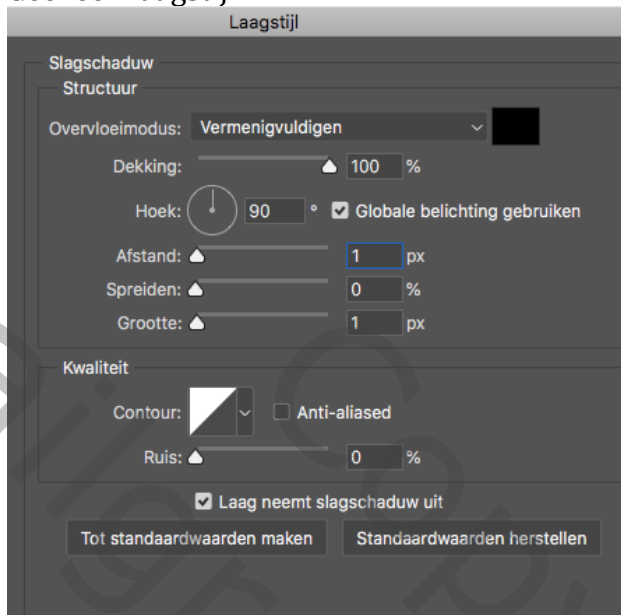 Laagstijl
Slagschaduw
Structuur
Overvloeimodus: Vermenigvuldigen
Dekking: 100 %
Hoek: 90 ° Globale belichting gebruiken
Afstand: 1 px
Spreiden: 0 %
Grootte: 1 px
Kwaliteit
Contour: Anti-aliased
Ruis: 0 %
Laag neemt slagschaduw uit
Tot standaardwaarden maken Standaardwaarden herstellen